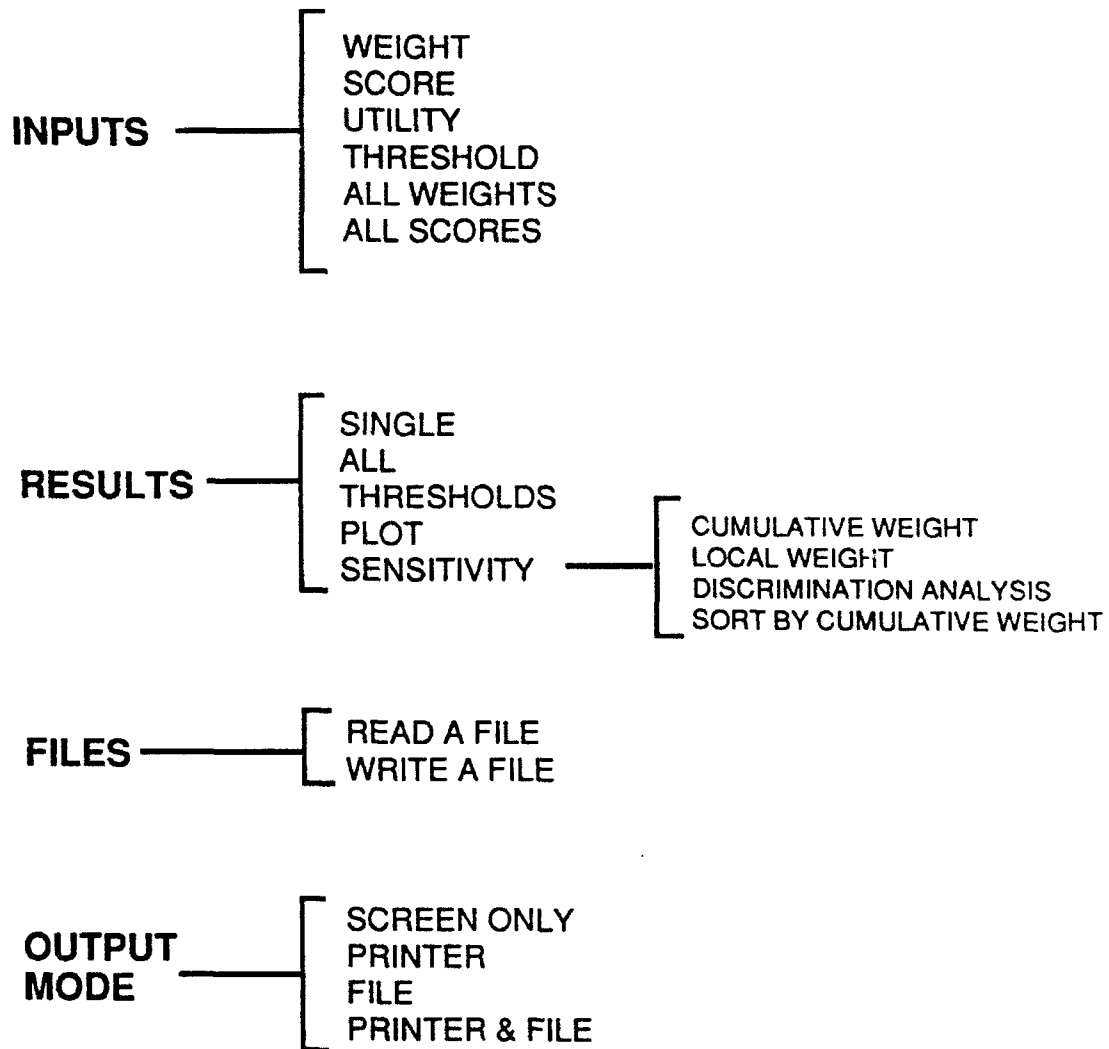 INPUTS
WEIGHT
SCORE
UTILITY
THRESHOLD
ALL WEIGHTS
ALL SCORES
RESULTS
SINGLE
ALL
THRESHOLDS
PLOT
SENSITIVITY
CUMULATIVE WEIGHT
LOCAL WEIGHT
DISCRIMINATION ANALYSIS
SORT BY CUMULATIVE WEIGHT
FILES
READ A FILE
WRITE A FILE
OUTPUT
MODE
SCREEN ONLY
PRINTER
FILE
PRINTER & FILE